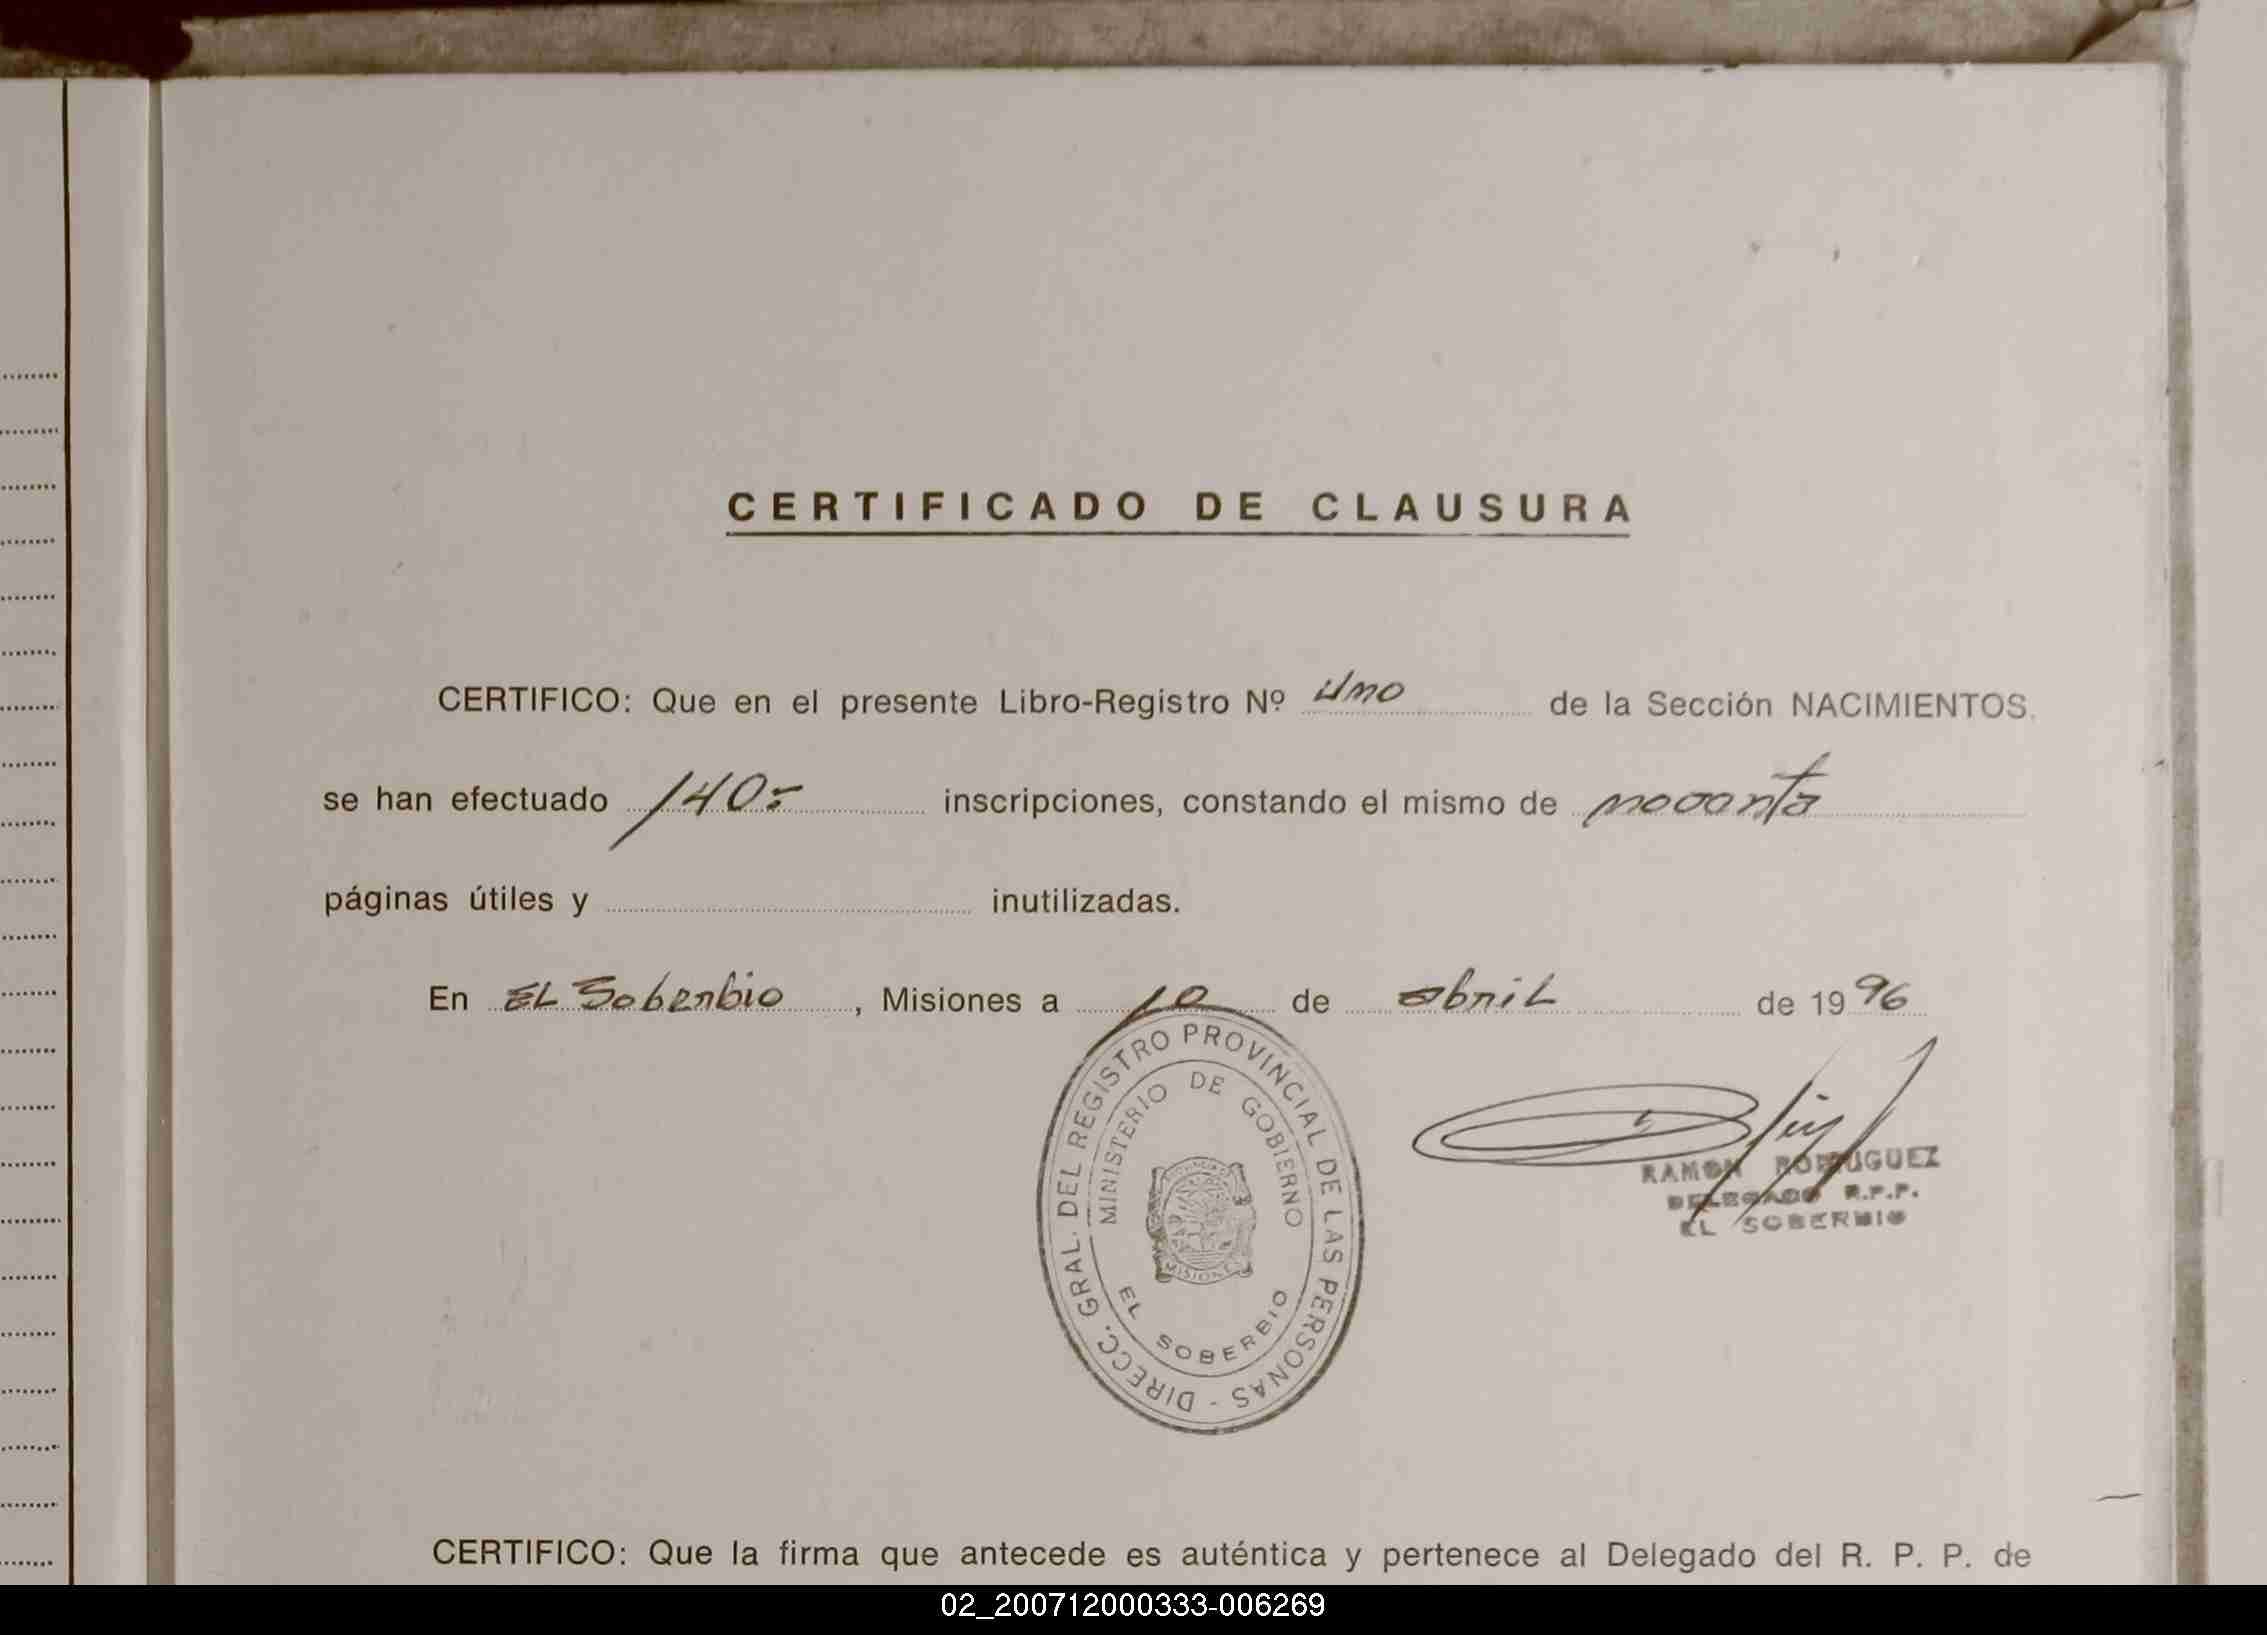 CERTIFICADO DE CLAUSURA
CERTIFICO: Que en el presente Libro-Registro Nº Uno de la Sección NACIMIENTOS.
se han efectuado 140.- inscripciones, constando el mismo de
páginas útiles y inutilizadas.
En EL Soberbio, Misiones a 10 de abril de 1996
DIRECC. GRAL. DEL REGISTRO PROVINCIAL DE LAS PERSONAS -
MINISTERIO DE GOBIERNO
MISIONES
EL SOBERBIO
RAMON RODRIGUEZ
DELEGADO R.P.P.
EL SOBERBIO
CERTIFICO: Que la firma que antecede es auténtica y pertenece al Delegado del R. P. P. de
02_200712000333-006269